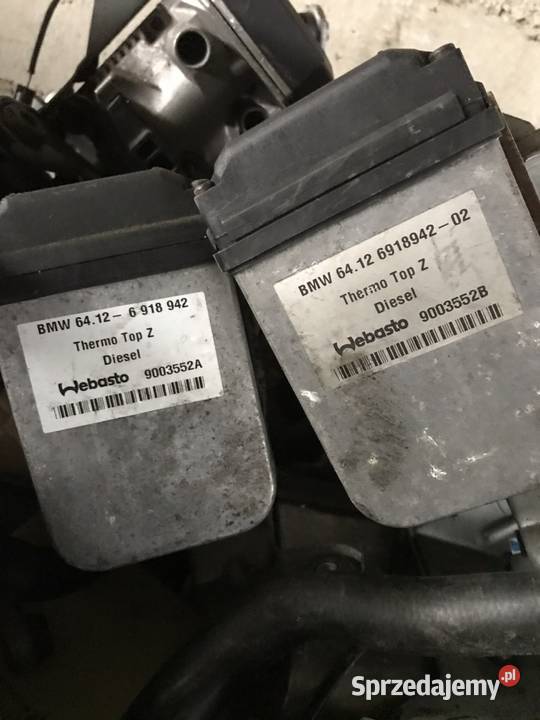 BMW 64.12- 6 918 942
Thermo Top Z
Diesel
Webasto 9003552A
BMW 64.12 6918942-02
Thermo Top Z
Diesel
Webasto 9003552B
Sprzedajemy.pl